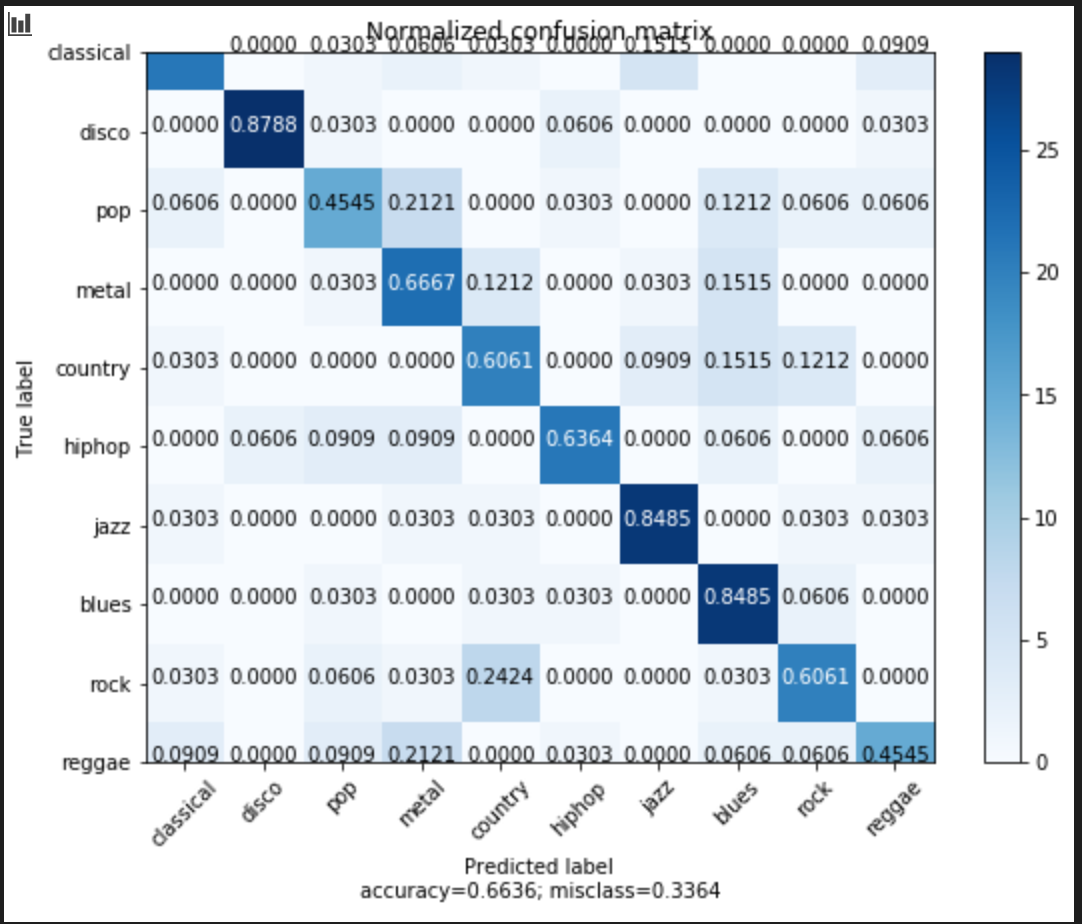 Normalized confusion matrix
classical 0.0000 0.0303 0.0606 0.0303 0.0000 0.1515 0.0000 0.0000 0.0909
disco 0.0000 0.8788 0.0303 0.0000 0.0000 0.0606 0.0000 0.0000 0.0000 0.0303
pop 0.0606 0.0000 0.4545 0.2121 0.0000 0.0303 0.0000 0.1212 0.0606 0.0606
metal 0.0000 0.0000 0.0303 0.6667 0.1212 0.0000 0.0303 0.1515 0.0000 0.0000
country 0.0303 0.0000 0.0000 0.0000 0.6061 0.0000 0.0909 0.1515 0.1212 0.0000
hiphop 0.0000 0.0606 0.0909 0.0909 0.0000 0.6364 0.0000 0.0606 0.0000 0.0606
jazz 0.0303 0.0000 0.0000 0.0303 0.0303 0.0000 0.8485 0.0000 0.0303 0.0303
blues 0.0000 0.0000 0.0303 0.0000 0.0303 0.0303 0.0000 0.8485 0.0606 0.0000
rock 0.0303 0.0000 0.0606 0.0303 0.2424 0.0000 0.0000 0.0303 0.6061 0.0000
reggae 0.0909 0.0000 0.0909 0.2121 0.0000 0.0303 0.0000 0.0606 0.0606 0.4545
True label
classical disco pop metal country hiphop jazz blues rock reggae
Predicted label
accuracy=0.6636; misclass=0.3364
25
20
15
10
5
0